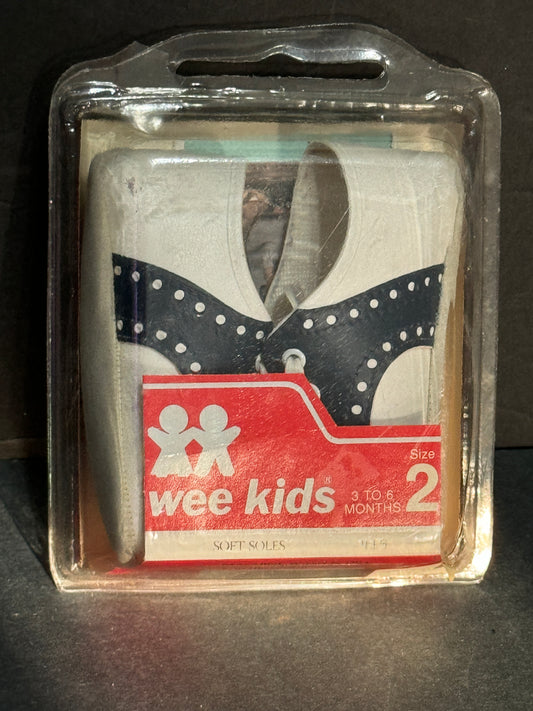 wee kids®
3 TO 6
MONTHS
Size
2
SOFT SOLES